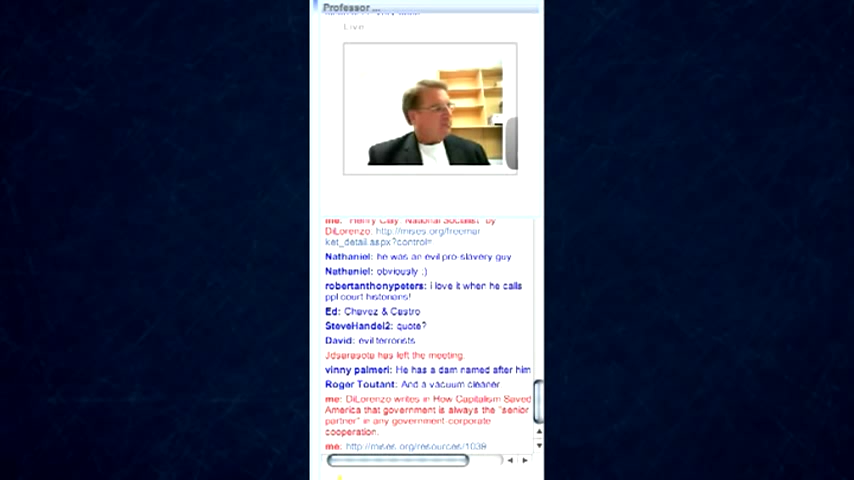 Professor ...
Live
me: "Henry Clay: National Socialist" by
DiLorenzo: http://mises.org/freemar
ket_detail.aspx?control=
Nathaniel: he was an evil pro-slavery guy
Nathaniel: obviously :)
robertanthonypeters: i love it when he calls
ppl court historians!
Ed: Chavez & Castro
SteveHandel2: quote?
David: evil terrorists
Jdsarasota has left the meeting.
vinny palmeri: He has a dam named after him
Roger Toutant: And a vacuum cleaner
me: DiLorenzo writes in How Capitalism Saved
America that government is always the "senior
partner" in any government-corporate
cooperation.
me: http://mises.org/resources/1039